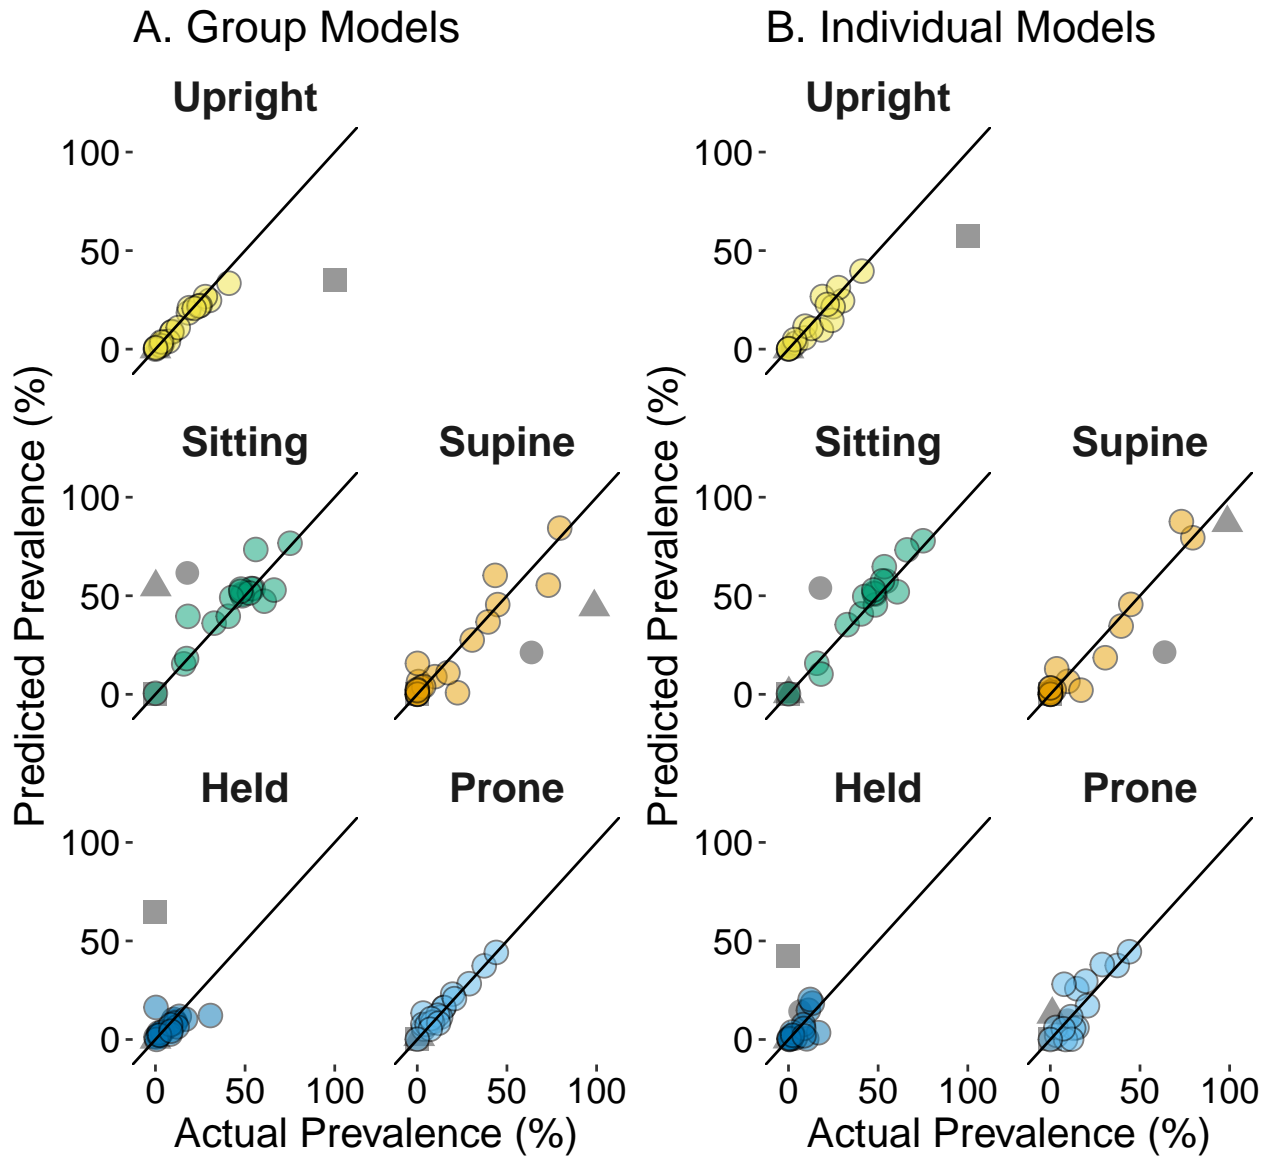 A. Group Models
B. Individual Models
Upright
Upright
100
50
0
100
50
0
Predicted Prevalence (%)
Predicted Prevalence (%)
Sitting
Supine
Sitting
Supine
100
50
0
100
50
0
Held
Prone
Held
Prone
100
50
0
100
50
0
0 50 100
0 50 100
0 50 100
0 50 100
Actual Prevalence (%)
Actual Prevalence (%)